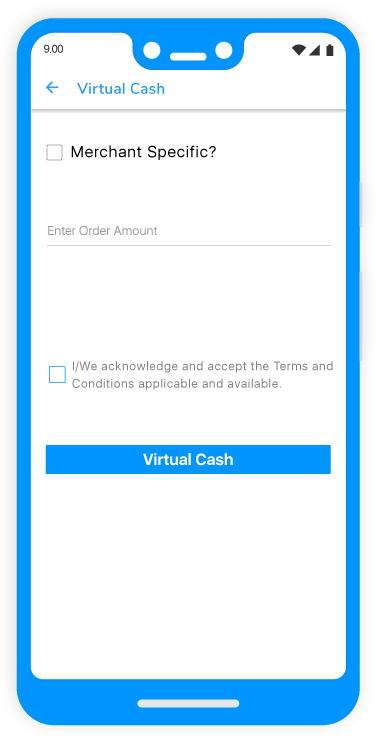 9.00
Virtual Cash
Merchant Specific?
Enter Order Amount
I/We acknowledge and accept the Terms and
Conditions applicable and available.
Virtual Cash